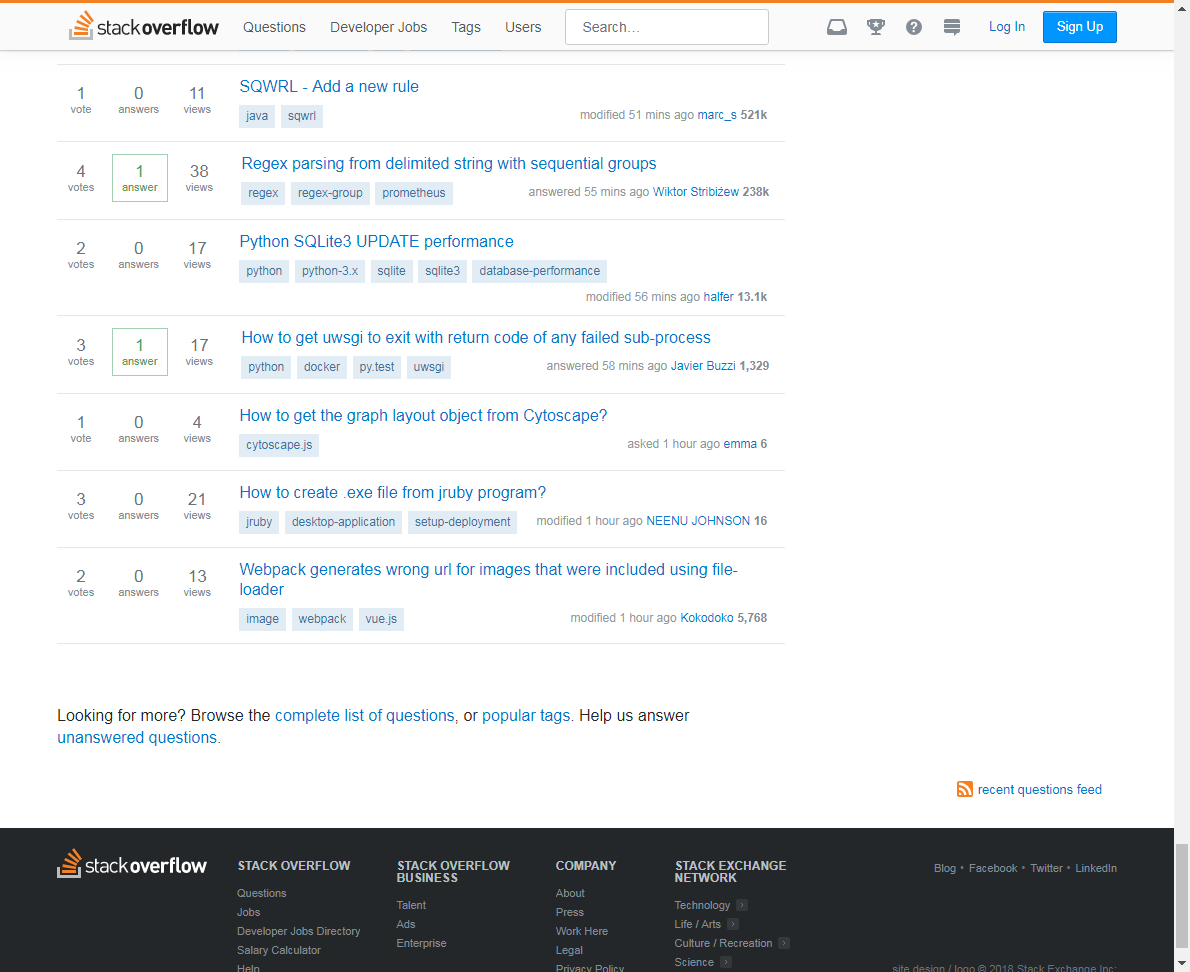 stack overflow Questions Developer Jobs Tags Users Search... Log In Sign Up
1 vote 0 answers 11 views
SQWRL - Add a new rule
java sqwrl
modified 51 mins ago marc_s 521k
4 votes 1 answer 38 views
Regex parsing from delimited string with sequential groups
regex regex-group prometheus
answered 55 mins ago Wiktor Stribiżew 238k
2 votes 0 answers 17 views
Python SQLite3 UPDATE performance
python python-3.x sqlite sqlite3 database-performance
modified 56 mins ago halfer 13.1k
3 votes 1 answer 17 views
How to get uwsgi to exit with return code of any failed sub-process
python docker py.test uwsgi
answered 58 mins ago Javier Buzzi 1,329
1 vote 0 answers 4 views
How to get the graph layout object from Cytoscape?
cytoscape.js
asked 1 hour ago emma 6
3 votes 0 answers 21 views
How to create .exe file from jruby program?
jruby desktop-application setup-deployment
modified 1 hour ago NEENU JOHNSON 16
2 votes 0 answers 13 views
Webpack generates wrong url for images that were included using file-
loader
image webpack vue.js
modified 1 hour ago Kokodoko 5,768
Looking for more? Browse the complete list of questions, or popular tags. Help us answer
unanswered questions.
recent questions feed
stack overflow
STACK OVERFLOW
Questions
Jobs
Developer Jobs Directory
Salary Calculator
Help
STACK OVERFLOW
BUSINESS
Talent
Ads
Enterprise
COMPANY
About
Press
Work Here
Legal
Privacy Policy
STACK EXCHANGE
NETWORK
Technology
Life / Arts
Culture / Recreation
Science
Blog • Facebook • Twitter • LinkedIn
site design / logo © 2018 Stack Exchange Inc;